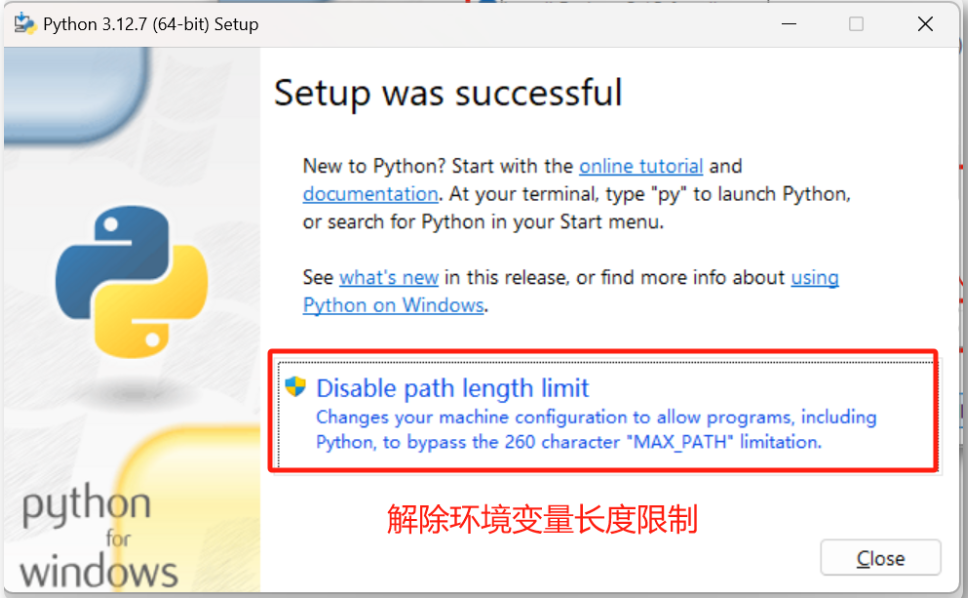 Python 3.12.7 (64-bit) Setup
Setup was successful
New to Python? Start with the online tutorial and
documentation. At your terminal, type "py" to launch Python,
or search for Python in your Start menu.
See what's new in this release, or find more info about using
Python on Windows.
Disable path length limit
Changes your machine configuration to allow programs, including
Python, to bypass the 260 character "MAX_PATH" limitation.
解除环境变量长度限制
python
for
windows
Close